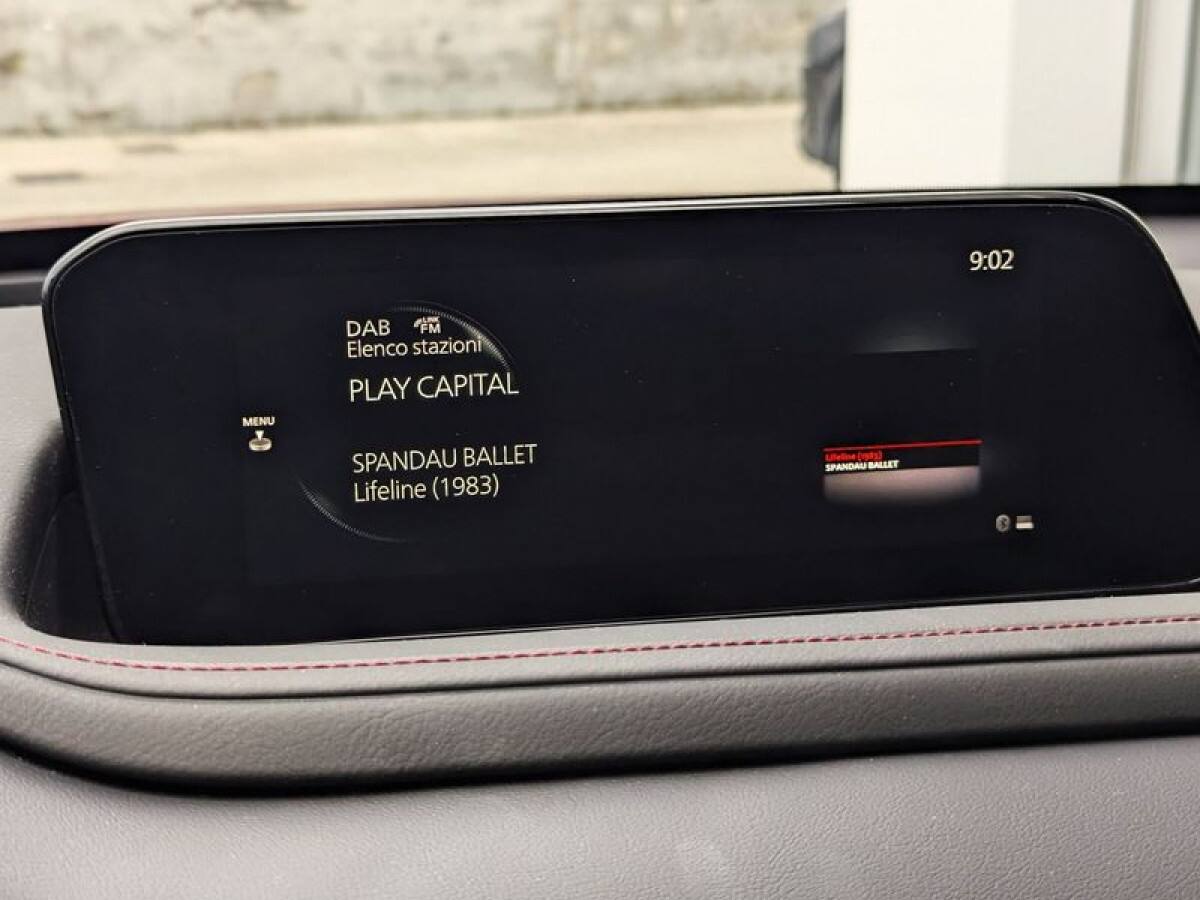 9:02
DAB LINK FM
Elenco stazioni
PLAY CAPITAL
MENU
SPANDAU BALLET
Lifeline (1983)
Lifeline (1983)
SPANDAU BALLET